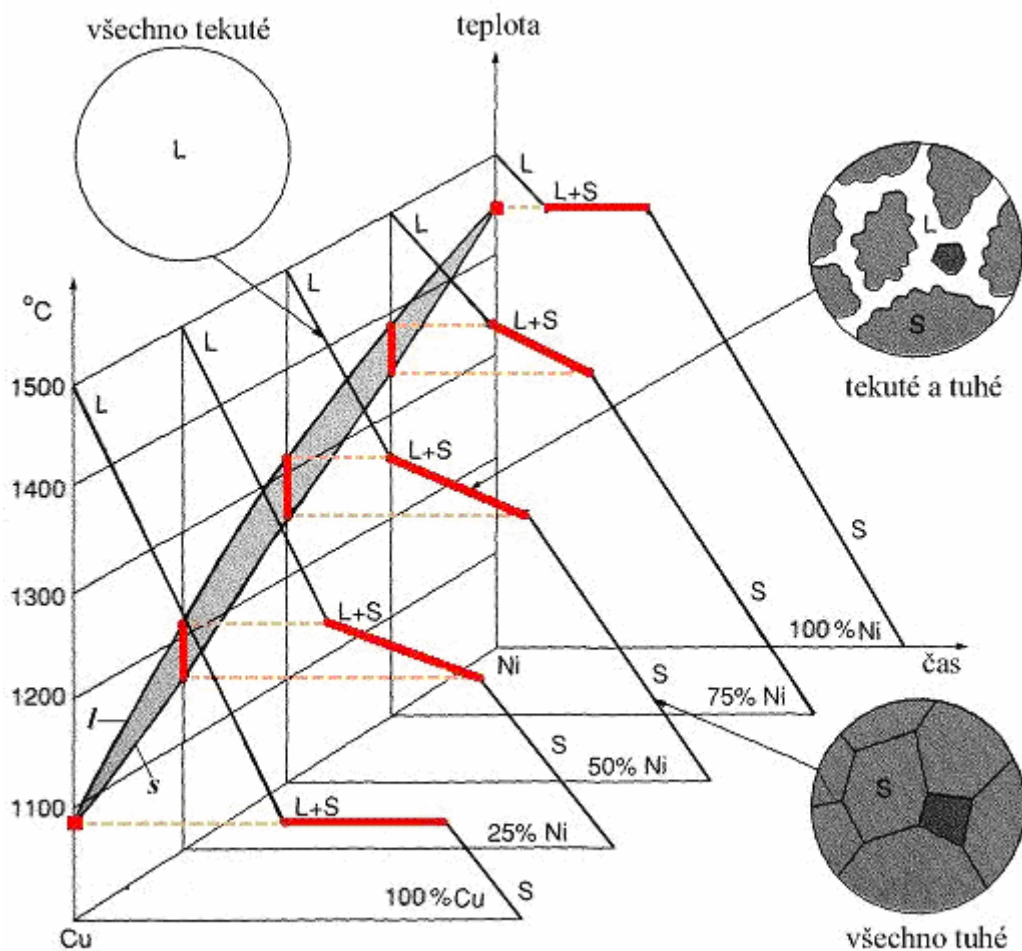 všechno tekuté
teplota
L
L
L+S
L
L
°C
L+S
L
S
tekuté a tuhé
L
1500
L
L+S
1400
S
1300
S
100%Ni
L+S
čas
Ni
S
1200
75% Ni
l
s
S
50% Ni
S
1100
L+S
25% Ni
100%Cu
S
Cu
všechno tuhé